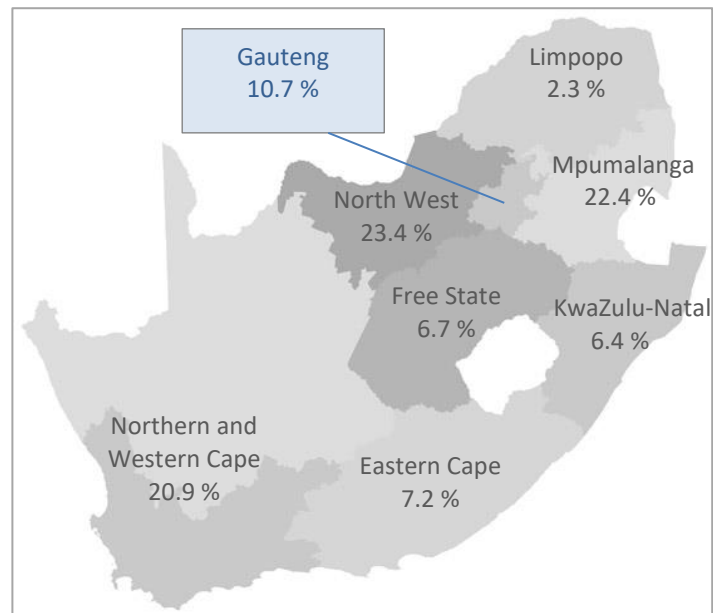 Gauteng
10.7 %
Limpopo
2.3 %
Mpumalanga
22.4 %
North West
23.4 %
Free State
6.7 %
KwaZulu-Natal
6.4 %
Northern and
Western Cape
20.9 %
Eastern Cape
7.2 %